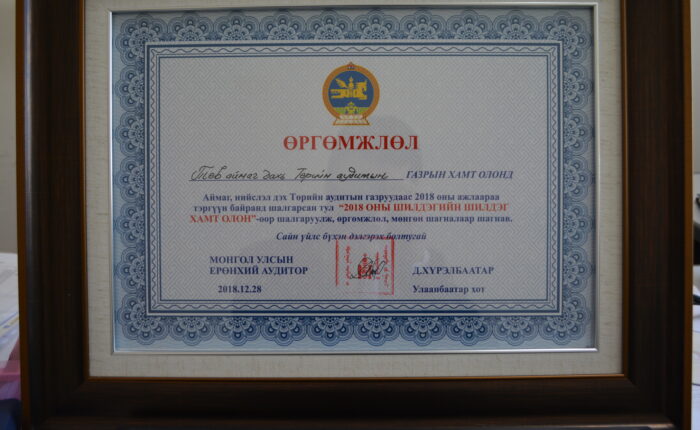 ӨРГӨМЖЛӨЛ
Төв аймаг дахь Төрийн аудитын ГАЗРЫН ХАМТ ОЛОНД
Аймаг, нийслэл дэх Төрийн аудитын газруудаас 2018 оны ажлаараа
тэргүүн байранд шалгарсан тул "2018 ОНЫ ШИЛДЭГИЙН ШИЛДЭГ
ХАМТ ОЛОН"-оор шалгаруулж, өргөмжлөл, мөнгөн шагналаар шагнав.
Сайн үйлс бүхэн дэлгэрэх болтугай
МОНГОЛ УЛСЫН
ЕРӨНХИЙ АУДИТОР
Д.ХҮРЭЛБААТАР
2018.12.28
Улаанбаатар хот